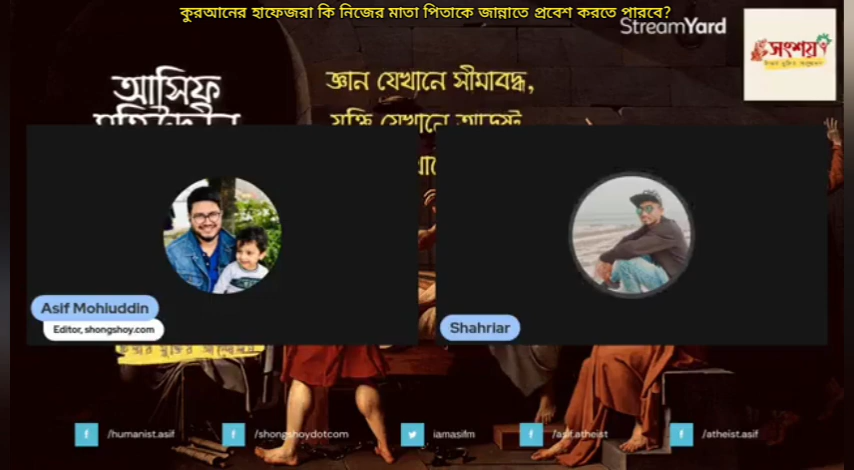 কুরআনের হাফেজরা কি নিজের মাতা পিতাকে জান্নাতে প্রবেশ করতে পারবে?
StreamYard
সংশয়
আসিফ
জ্ঞান যেখানে সীমাবদ্ধ,
যুক্তি যেখানে আড়ষ্ট
Asif Mohiuddin
Editor, shongshoy.com
Shahriar
/humanist.asif
/shongshoydotcom
iamasifm
/asif.atheist
/atheist.asif